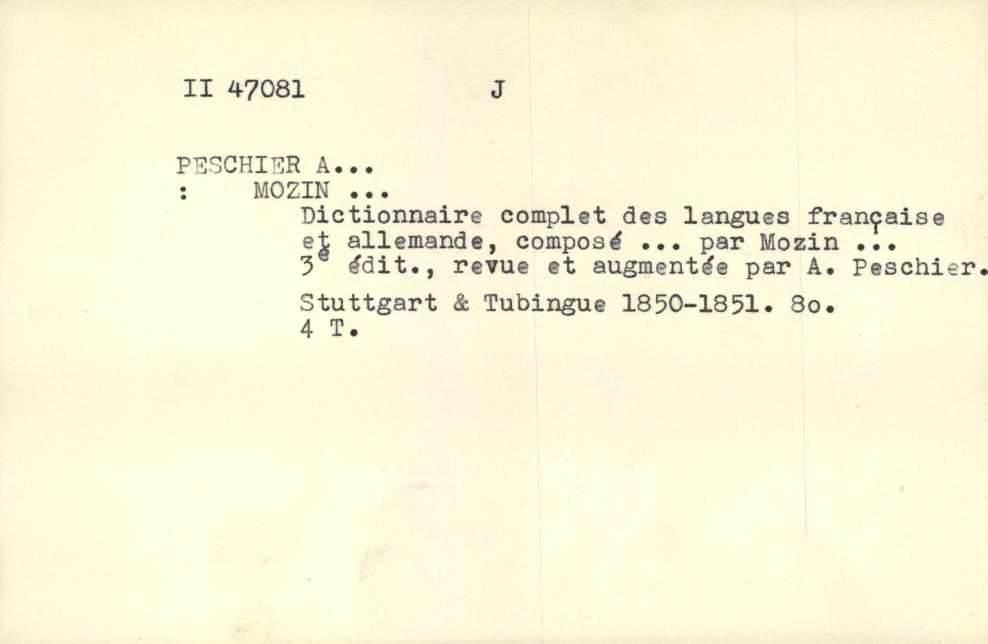 II 47081 J
PESCHIER A...
: MOZIN ...
Dictionnaire complet des langues française
et allemande, composé ... par Mozin ...
3e édit., revue et augmentée par A. Peschier.
Stuttgart & Tubingue 1850-1851. 8o.
4 T.